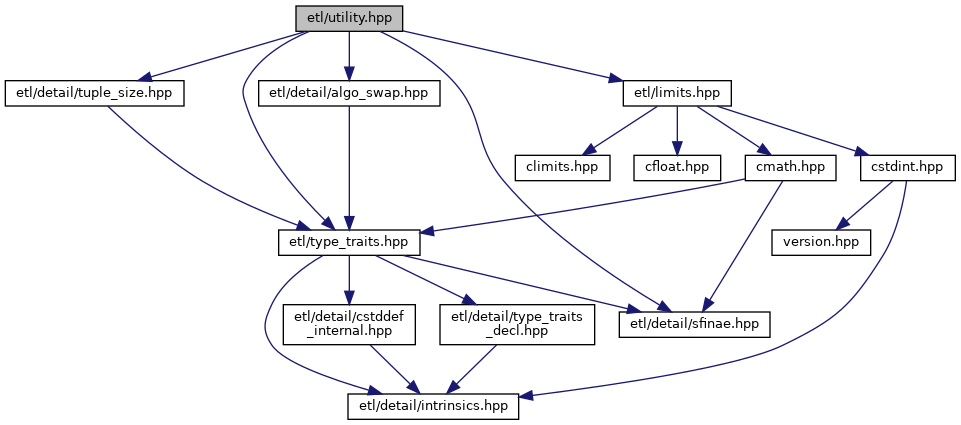 etl/utility.hpp
etl/detail/tuple_size.hpp
etl/detail/algo_swap.hpp
etl/limits.hpp
climits.hpp
cfloat.hpp
cmath.hpp
cstdint.hpp
etl/type_traits.hpp
version.hpp
etl/detail/cstddef
_internal.hpp
etl/detail/type_traits
_decl.hpp
etl/detail/sfinae.hpp
etl/detail/intrinsics.hpp